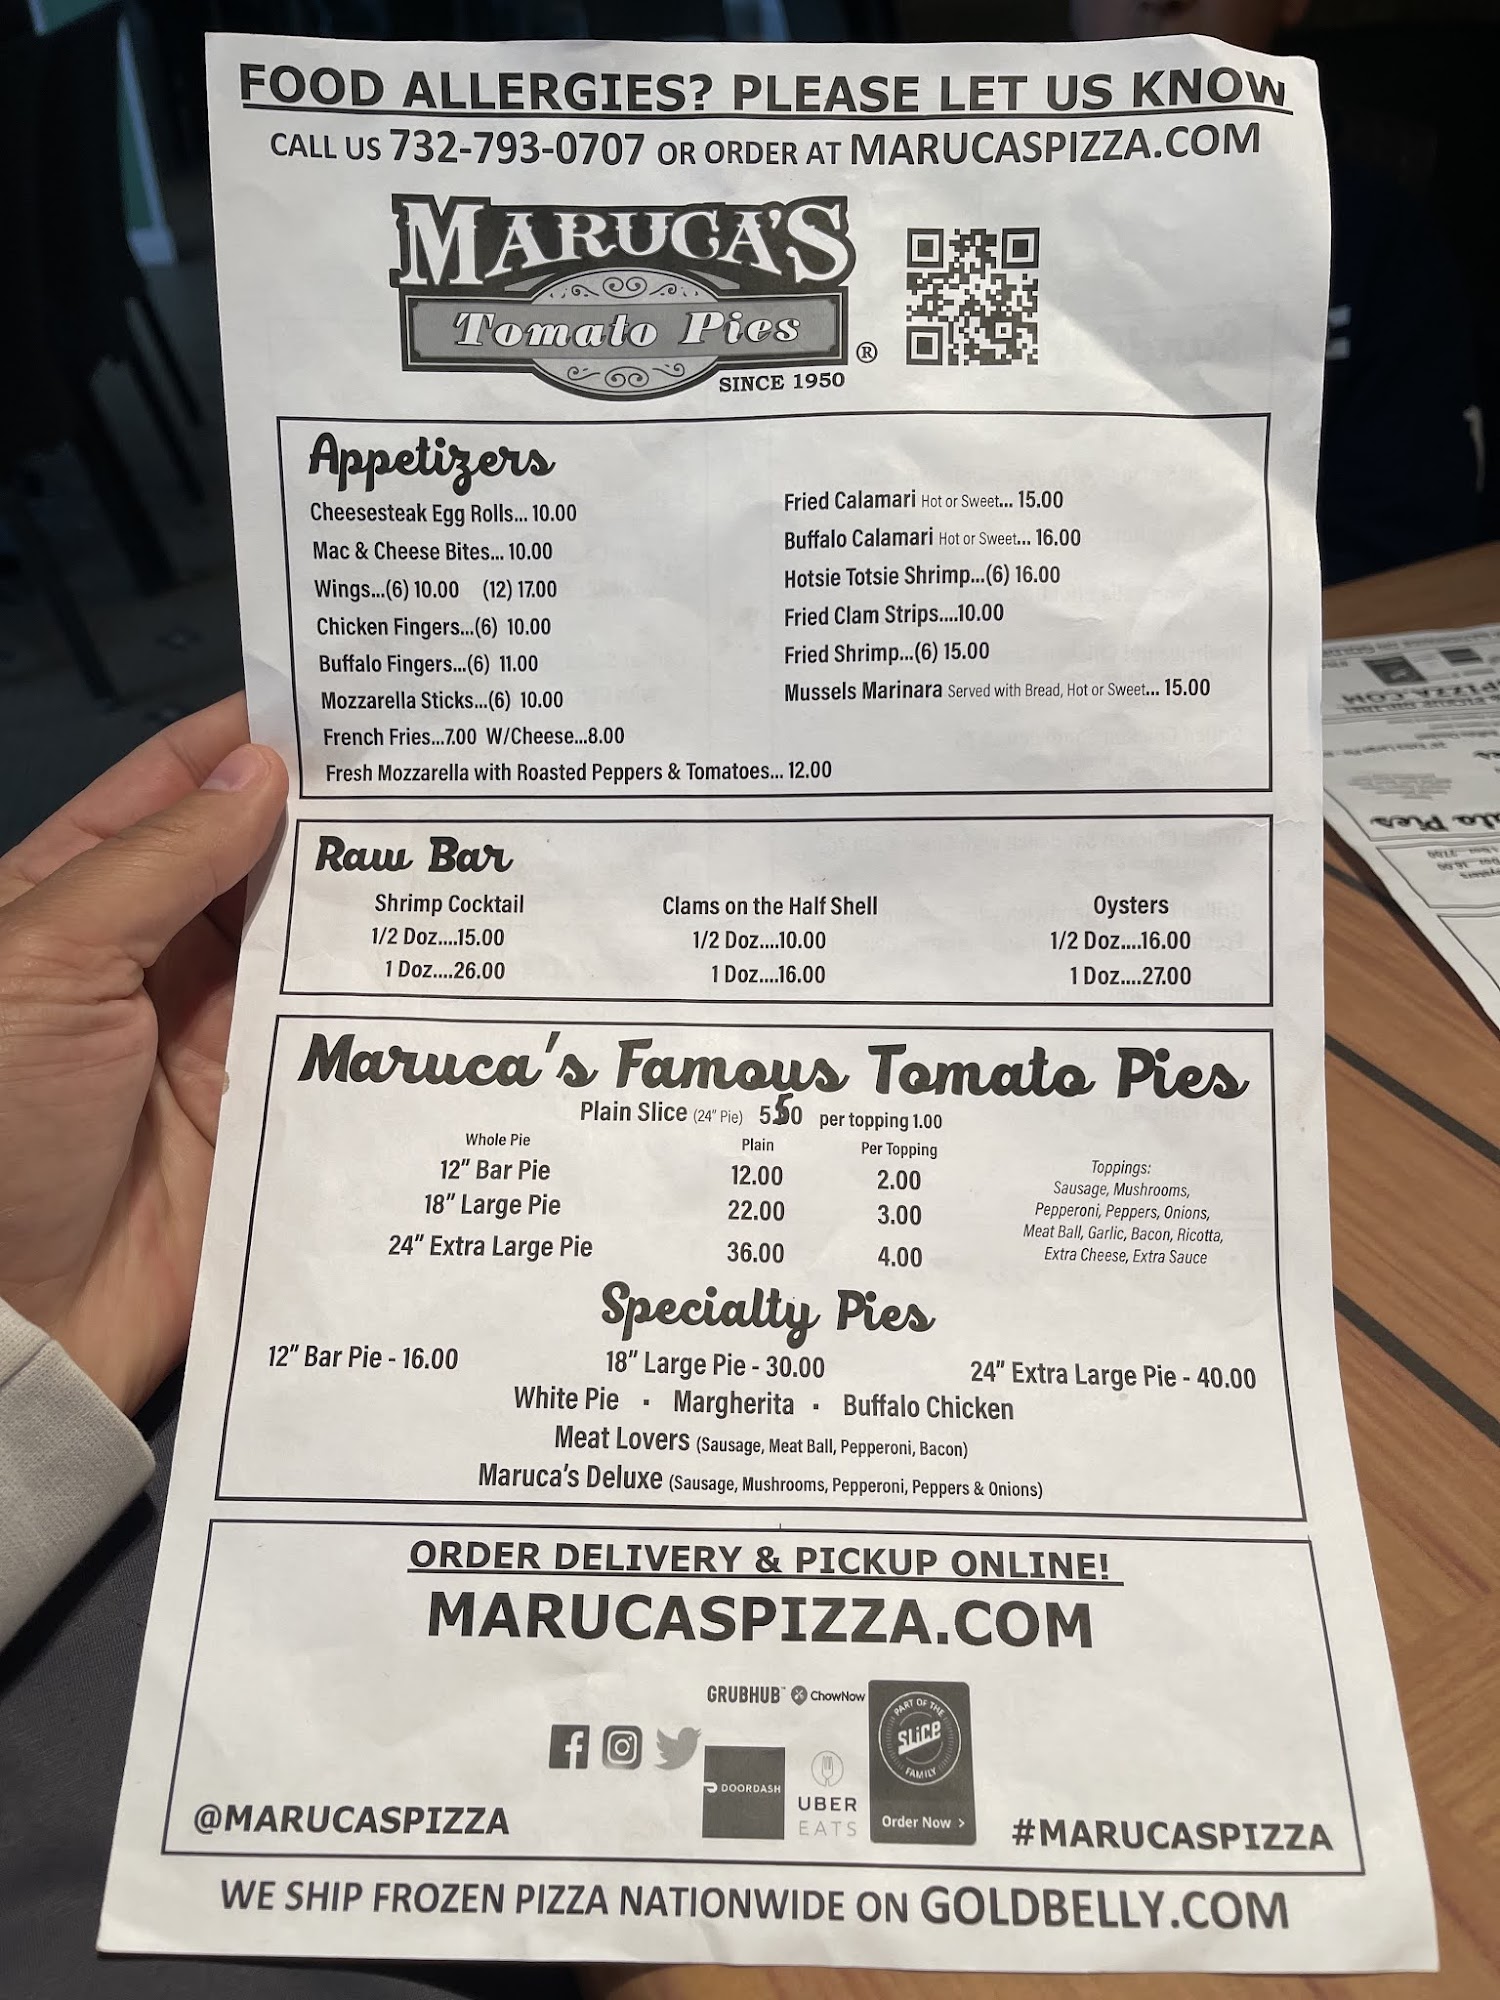 FOOD ALLERGIES? PLEASE LET US KNOW
CALL US 732-793-0707 OR ORDER AT MARUCASPIZZA.COM
MARUCA'S
Tomato Pies
®
SINCE 1950
Appetizers
Cheesesteak Egg Rolls... 10.00
Mac & Cheese Bites... 10.00
Wings...(6) 10.00 (12) 17.00
Chicken Fingers...(6) 10.00
Buffalo Fingers...(6) 11.00
Mozzarella Sticks...(6) 10.00
French Fries...7.00 W/Cheese...8.00
Fresh Mozzarella with Roasted Peppers & Tomatoes... 12.00
Fried Calamari Hot or Sweet... 15.00
Buffalo Calamari Hot or Sweet... 16.00
Hotsie Totsie Shrimp...(6) 16.00
Fried Clam Strips....10.00
Fried Shrimp...(6) 15.00
Mussels Marinara Served with Bread, Hot or Sweet... 15.00
Raw Bar
Shrimp Cocktail
1/2 Doz....15.00
1 Doz....26.00
Clams on the Half Shell
1/2 Doz....10.00
1 Doz....16.00
Oysters
1/2 Doz....16.00
1 Doz....27.00
Maruca's Famous Tomato Pies
Plain Slice (24" Pie) 5.50 per topping 1.00
Whole Pie Plain Per Topping
12" Bar Pie 12.00 2.00
18" Large Pie 22.00 3.00
24" Extra Large Pie 36.00 4.00
Toppings:
Sausage, Mushrooms,
Pepperoni, Peppers, Onions,
Meat Ball, Garlic, Bacon, Ricotta,
Extra Cheese, Extra Sauce
Specialty Pies
12" Bar Pie - 16.00 18" Large Pie - 30.00 24" Extra Large Pie - 40.00
White Pie · Margherita · Buffalo Chicken
Meat Lovers (Sausage, Meat Ball, Pepperoni, Bacon)
Maruca's Deluxe (Sausage, Mushrooms, Pepperoni, Peppers & Onions)
ORDER DELIVERY & PICKUP ONLINE!
MARUCASPIZZA.COM
GRUBHUB ChowNow
PART OF THE
SLICE
FAMILY
Order Now >
DOORDASH
UBER
EATS
@MARUCASPIZZA
#MARUCASPIZZA
WE SHIP FROZEN PIZZA NATIONWIDE ON GOLDBELLY.COM